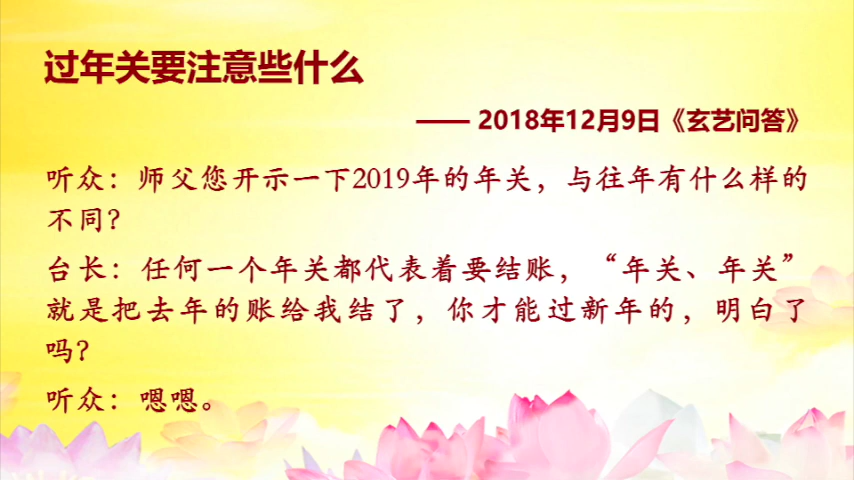 过年关要注意些什么
—— 2018年12月9日《玄艺问答》
听众：师父您开示一下2019年的年关，与往年有什么样的
不同？
台长：任何一个年关都代表着要结账，“年关、年关”
就是把去年的账给我结了，你才能过新年的，明白了
吗？
听众：嗯嗯。